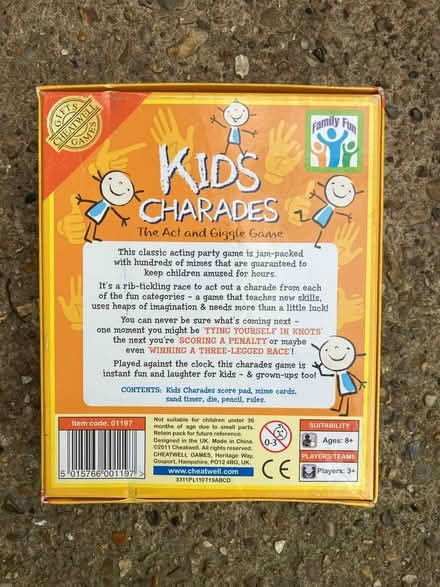 GIFTS
CHEATWELL
GAMES
Family Fun
KIDS
CHARADES
The Act and Giggle Game
This classic acting party game is jam-packed
with hundreds of mimes that are guaranteed to
keep children amused for hours.
It's a rib-tickling race to act out a charade from each
of the fun categories - a game that teaches new skills,
uses heaps of imagination & needs more than a little luck!
You can never be sure what's coming next -
one moment you might be 'TYING YOURSELF IN KNOTS'
the next you're 'SCORING A PENALTY or maybe
even 'WINNING A THREE-LEGGED RACE'!
Played against the clock, this charades game is
instant fun and laughter for kids - & grown-ups too!
CONTENTS: Kids Charades score pad, mime cards,
sand timer, die, pencil, rules.
Item code: 01197
5 015766 001197 >
Not suitable for children under 36
months of age due to small parts.
Retain pack for future reference.
Designed in the UK. Made in China.
©2011 Cheatwell. All rights reserved.
CHEATWELL GAMES, Heritage Way,
Gosport, Hampshire, PO12 4BG, UK.
www.cheatwell.com
3311PL110719ABCD
0-3
CE
SUITABILITY
Ages: 8+
PLAYERS/TEAMS
Players: 3+